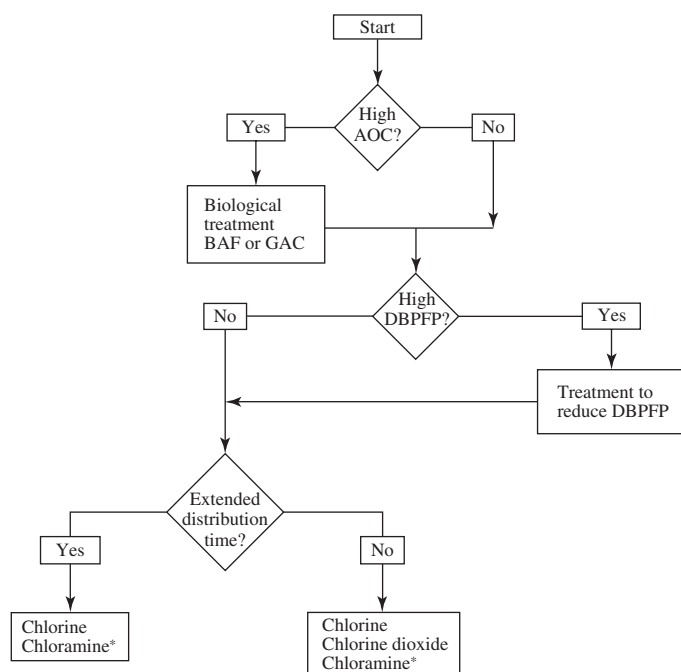 Start
High
AOC?
Yes
No
Biological
treatment
BAF or GAC
High
DBPFP?
No
Yes
Treatment to
reduce DBPFP
Extended
distribution
time?
Yes
No
Chlorine
Chloramine*
Chlorine
Chlorine dioxide
Chloramine*